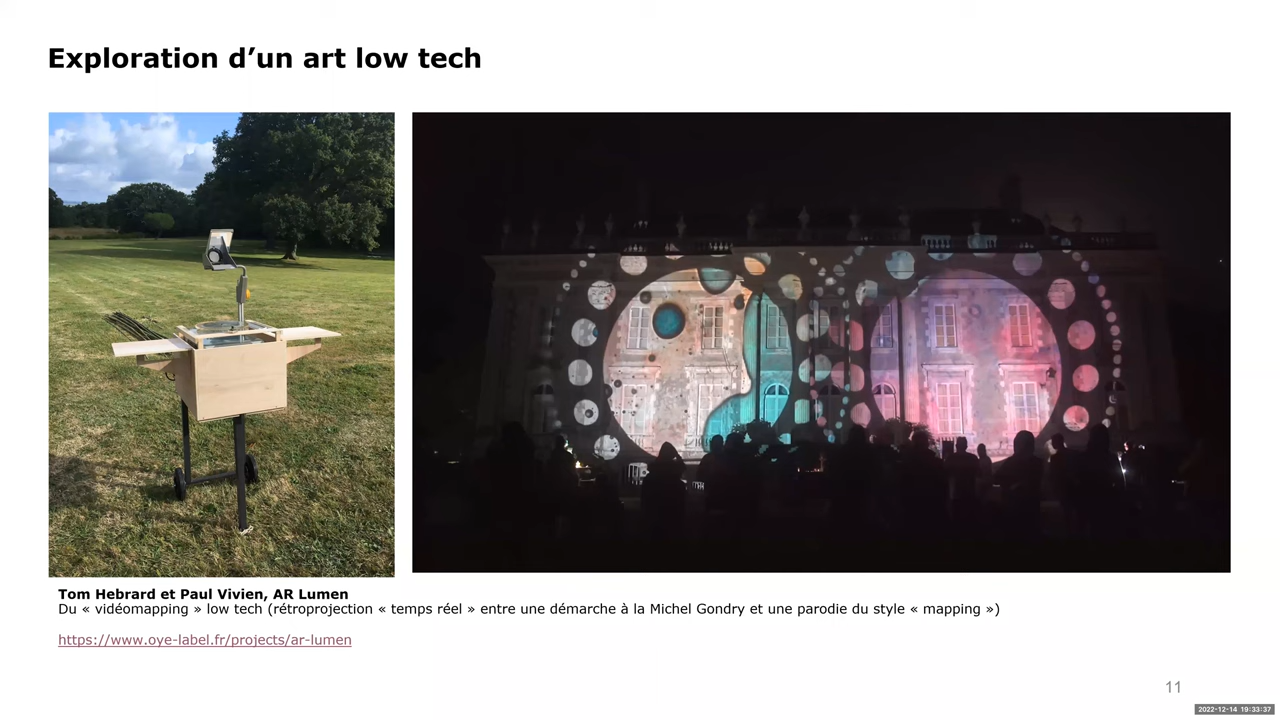 Exploration d’un art low tech
Tom Hebrard et Paul Vivien, AR Lumen
Du « vidéomapping » low tech (rétroprojection « temps réel » entre une démarche à la Michel Gondry et une parodie du style « mapping »)
https://www.oye-label.fr/projects/ar-lumen
11
2022-12-14 19:33:37